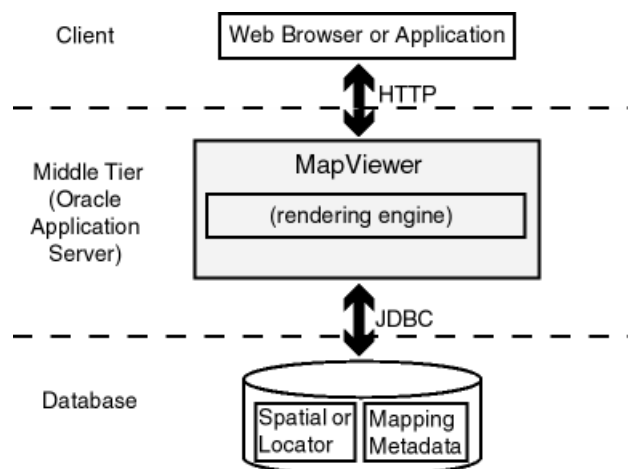 Client
Web Browser or Application
HTTP
Middle Tier
(Oracle
Application
Server)
MapViewer
(rendering engine)
JDBC
Database
Spatial or
Locator
Mapping
Metadata